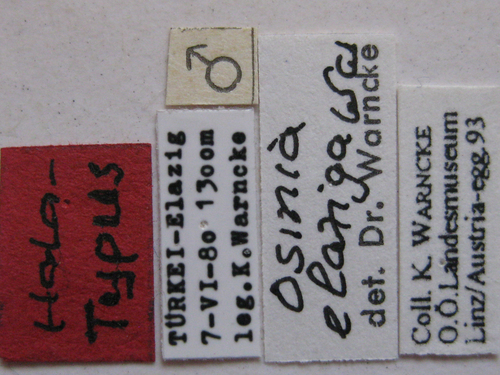 Holo-
Typus
♂
TÜRKEI-Elazig
7-VI-80 1300m
leg.K.Warncke
Osmia
elaziga Wa
det. Dr. Warncke
Coll. K. WARNCKE
O.Ö.Landesmuseum
Linz/Austria-egg.93